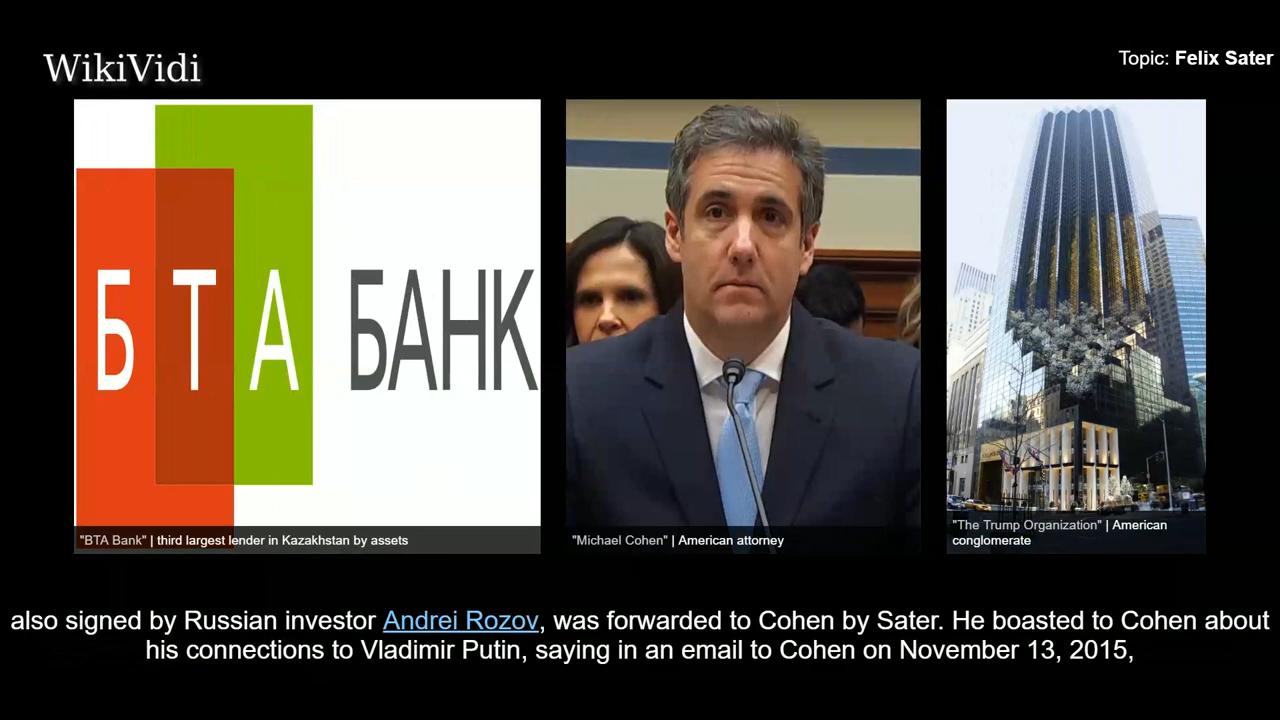 WikiVidi
Topic: Felix Sater
БТА БАНК
"BTA Bank" | third largest lender in Kazakhstan by assets
"Michael Cohen" | American attorney
"The Trump Organization" | American
conglomerate
also signed by Russian investor Andrei Rozov, was forwarded to Cohen by Sater. He boasted to Cohen about
his connections to Vladimir Putin, saying in an email to Cohen on November 13, 2015,